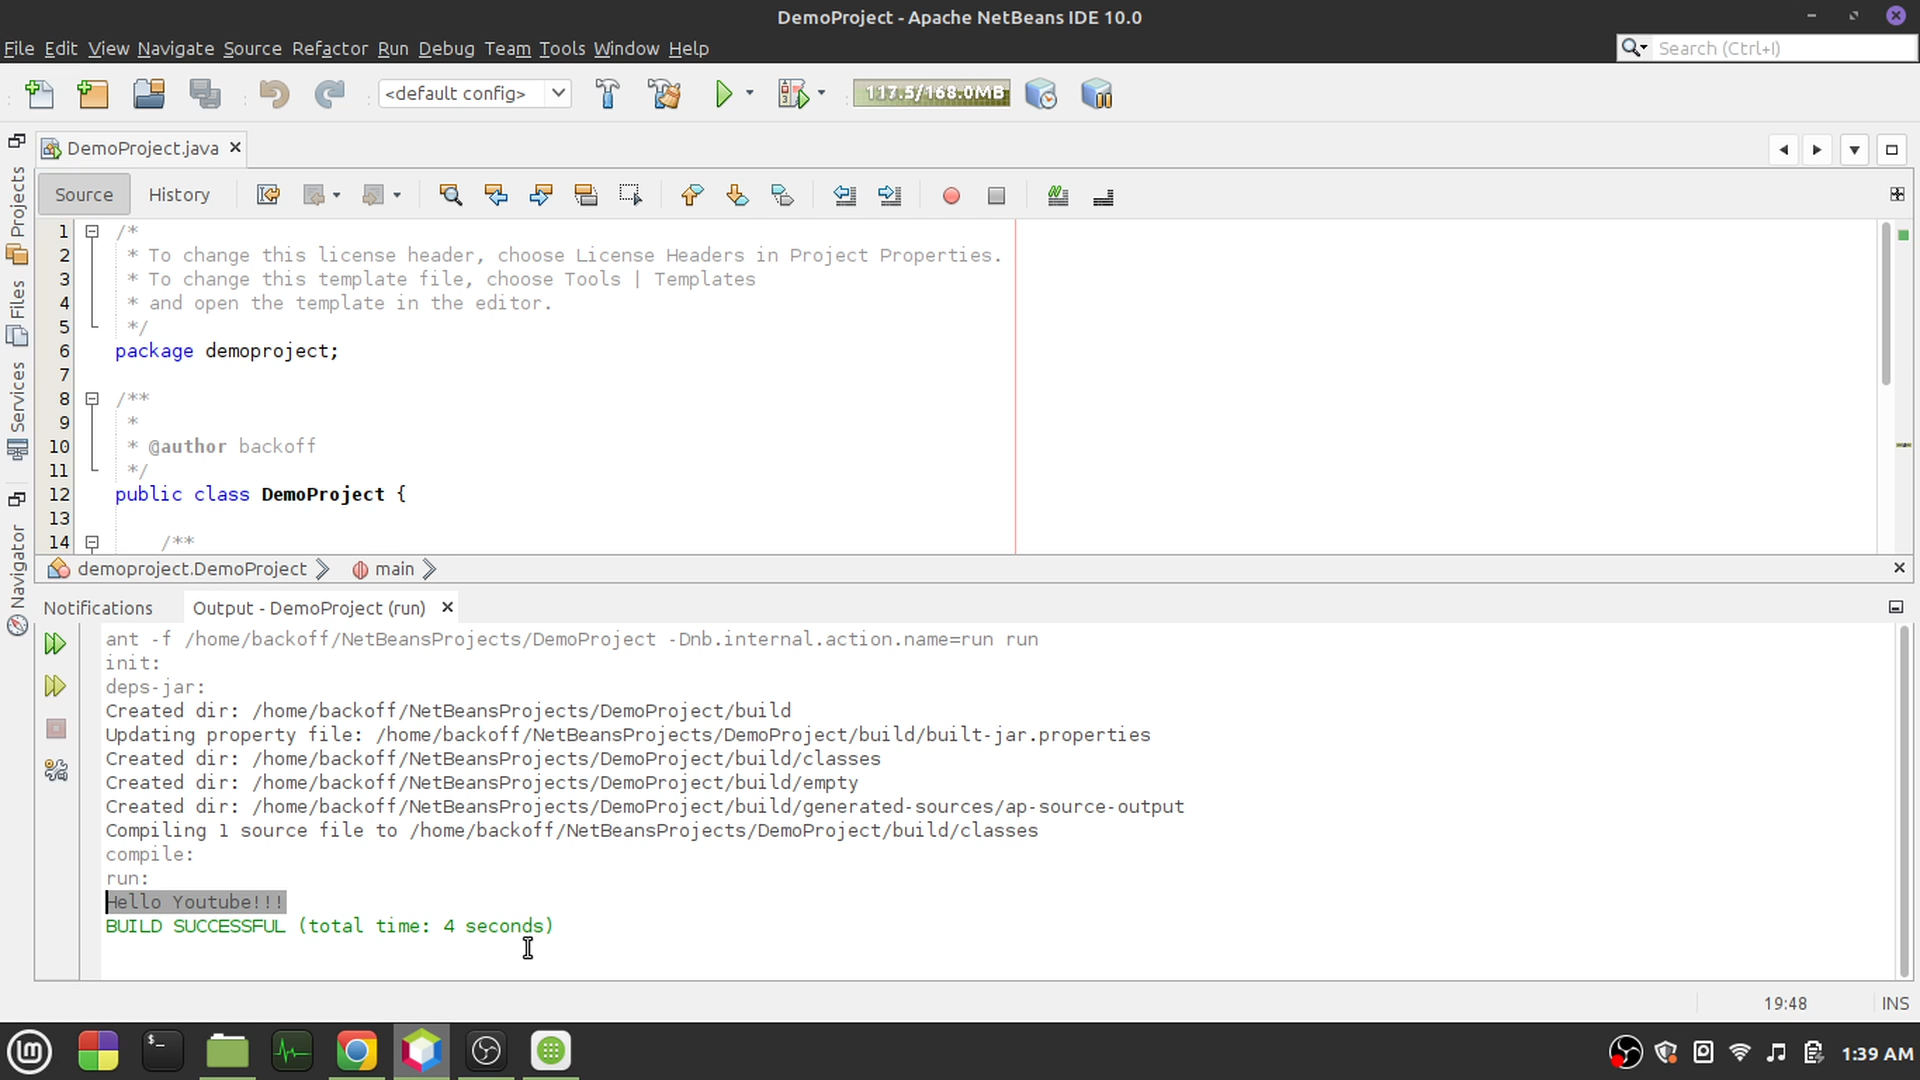 DemoProject - Apache NetBeans IDE 10.0
File Edit View Navigate Source Refactor Run Debug Team Tools Window Help
Search (Ctrl+I)
<default config>
117.5/168.0MB
DemoProject.java
Source History
Projects
Files
Services
Navigator
1 /*
2 * To change this license header, choose License Headers in Project Properties.
3 * To change this template file, choose Tools | Templates
4 * and open the template in the editor.
5 */
6 package demoproject;
7
8 /**
9 *
10 * @author backoff
11 */
12 public class DemoProject {
13
14 /**
demoproject.DemoProject main
Notifications Output - DemoProject (run)
ant -f /home/backoff/NetBeansProjects/DemoProject -Dnb.internal.action.name=run run
init:
deps-jar:
Created dir: /home/backoff/NetBeansProjects/DemoProject/build
Updating property file: /home/backoff/NetBeansProjects/DemoProject/build/built-jar.properties
Created dir: /home/backoff/NetBeansProjects/DemoProject/build/classes
Created dir: /home/backoff/NetBeansProjects/DemoProject/build/empty
Created dir: /home/backoff/NetBeansProjects/DemoProject/build/generated-sources/ap-source-output
Compiling 1 source file to /home/backoff/NetBeansProjects/DemoProject/build/classes
compile:
run:
Hello Youtube!!!
BUILD SUCCESSFUL (total time: 4 seconds)
19:48 INS
1:39 AM